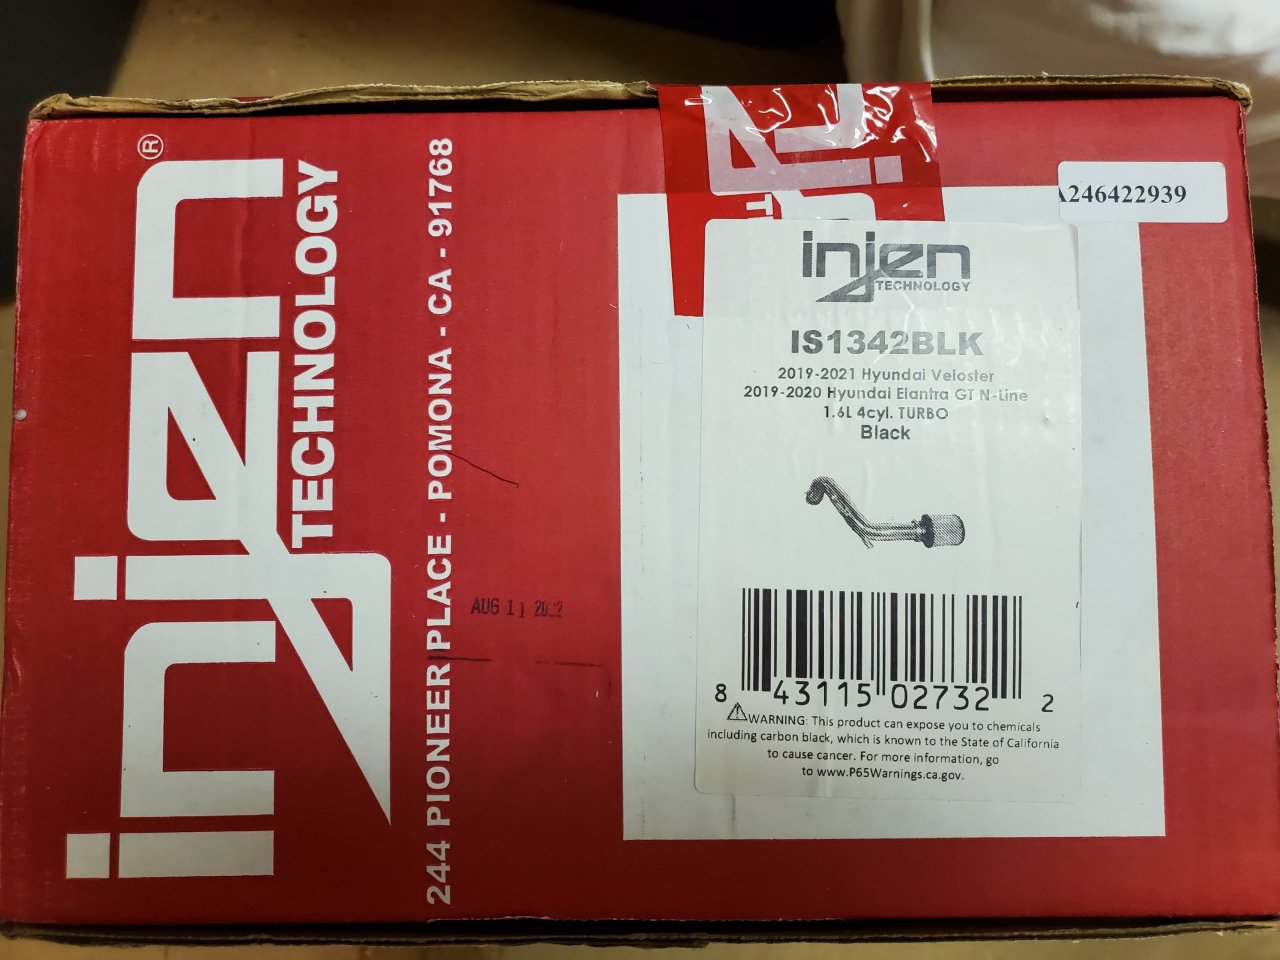 injen®
TECHNOLOGY
244 PIONEER PLACE - POMONA - CA - 91768
AUG 11
A246422939
injen
TECHNOLOGY
IS1342BLK
2019-2021 Hyundai Veloster
2019-2020 Hyundai Elantra GT N-Line
1.6L 4cyl. TURBO
Black
8 43115 02732 2
WARNING: This product can expose you to chemicals
including carbon black, which is known to the State of California
to cause cancer. For more information, go
to www.P65Warnings.ca.gov.